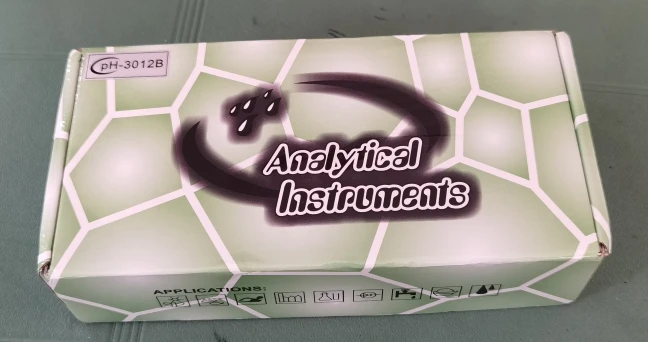 pH-3012B
Analytical
Instruments
APPLICATIONS: